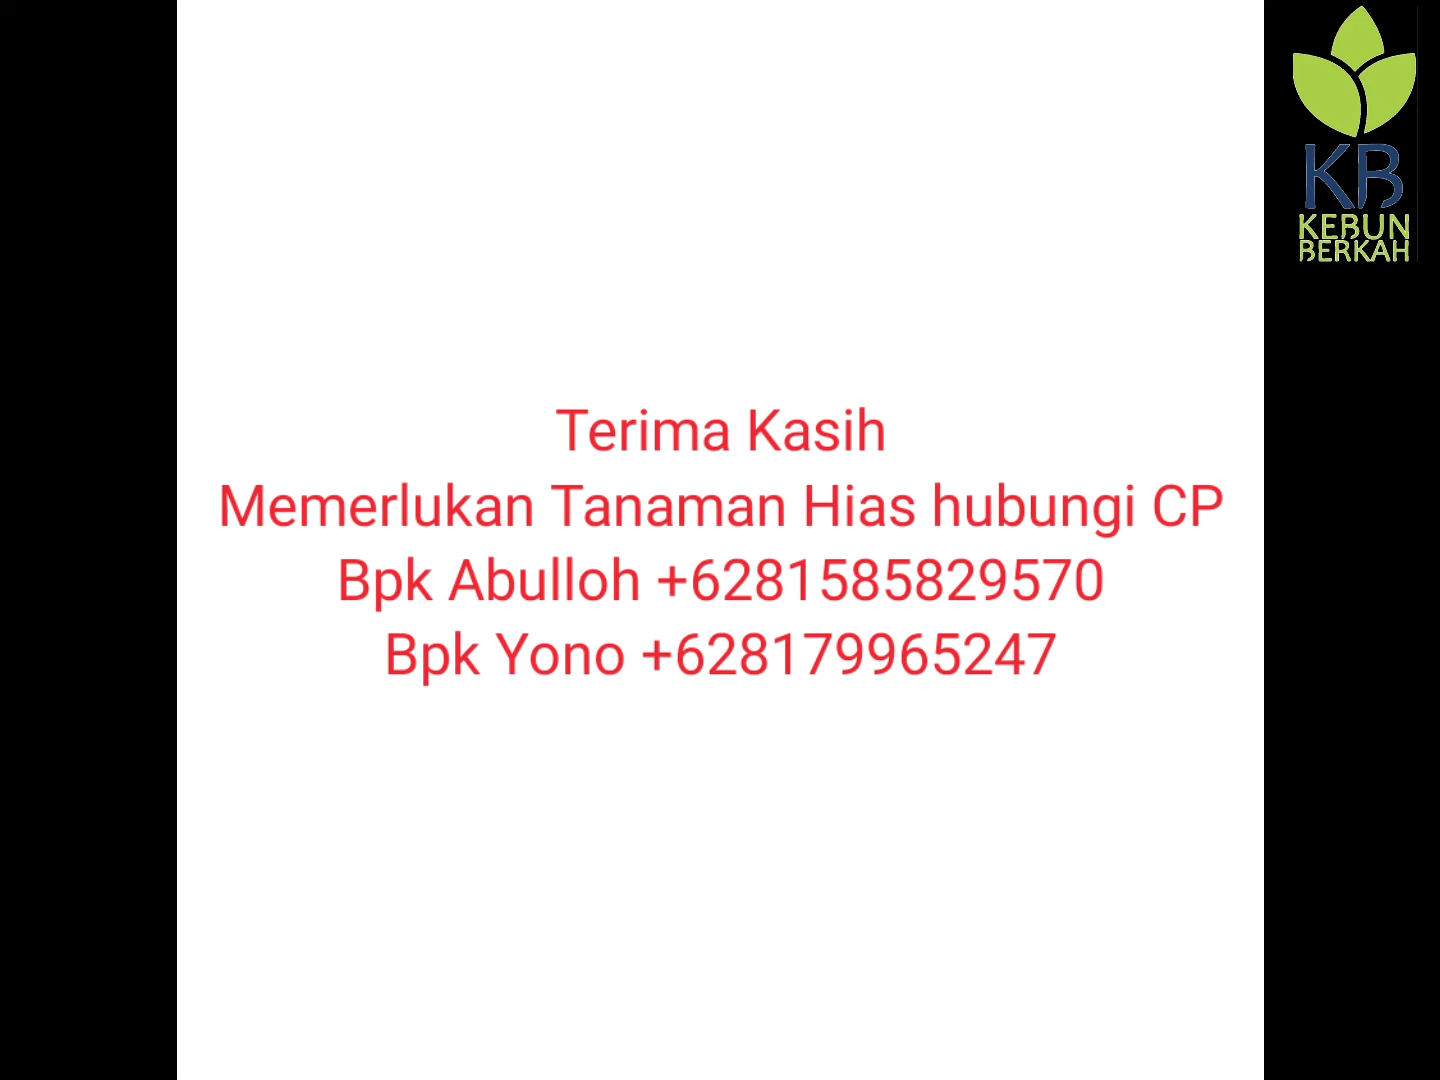 KB
KEBUN
BERKAH
Terima Kasih
Memerlukan Tanaman Hias hubungi CP
Bpk Abulloh +6281585829570
Bpk Yono +628179965247